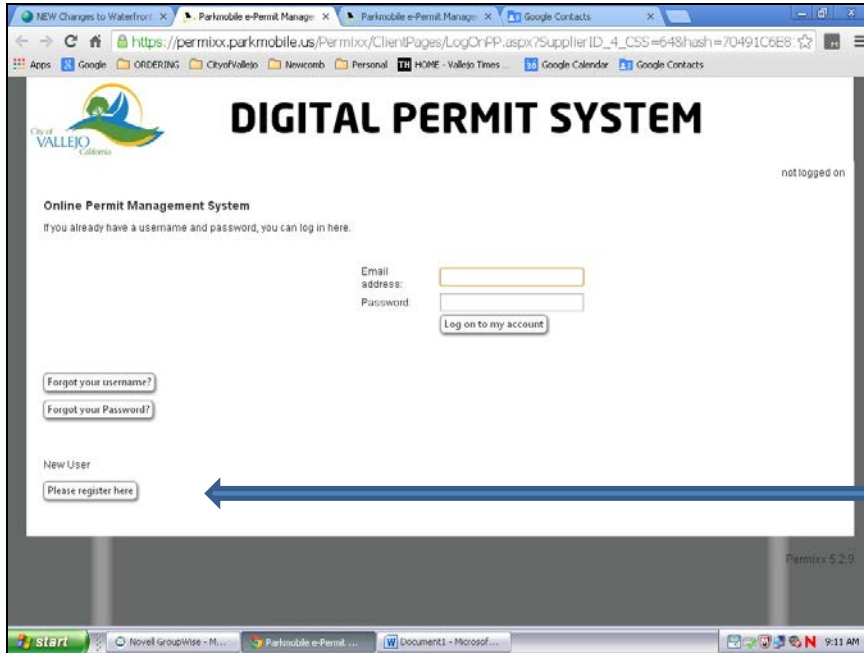 NEW Changes to Waterfront
Parkmobile e-Permit Manage
Parkmobile e-Permit Manage
Google Contacts
https://permixx.parkmobile.us/Permixx/ClientPages/LogOnPP.aspx?SupplierID_4_CSS=64&hash=70491C6E8
Apps
Google
ORDERING
CityofVallejo
Newcomb
Personal
TH HOME - Vallejo Times ...
Google Calendar
Google Contacts
City of
VALLEJO
California
DIGITAL PERMIT SYSTEM
not logged on
Online Permit Management System
If you already have a username and password, you can log in here.
Email
address:
Password:
Log on to my account
Forgot your username?
Forgot your Password?
New User
Please register here
Permixx 5.2.9
start
Novell GroupWise - M...
Parkmobile e-Permit ...
Document1 - Microsof...
9:11 AM